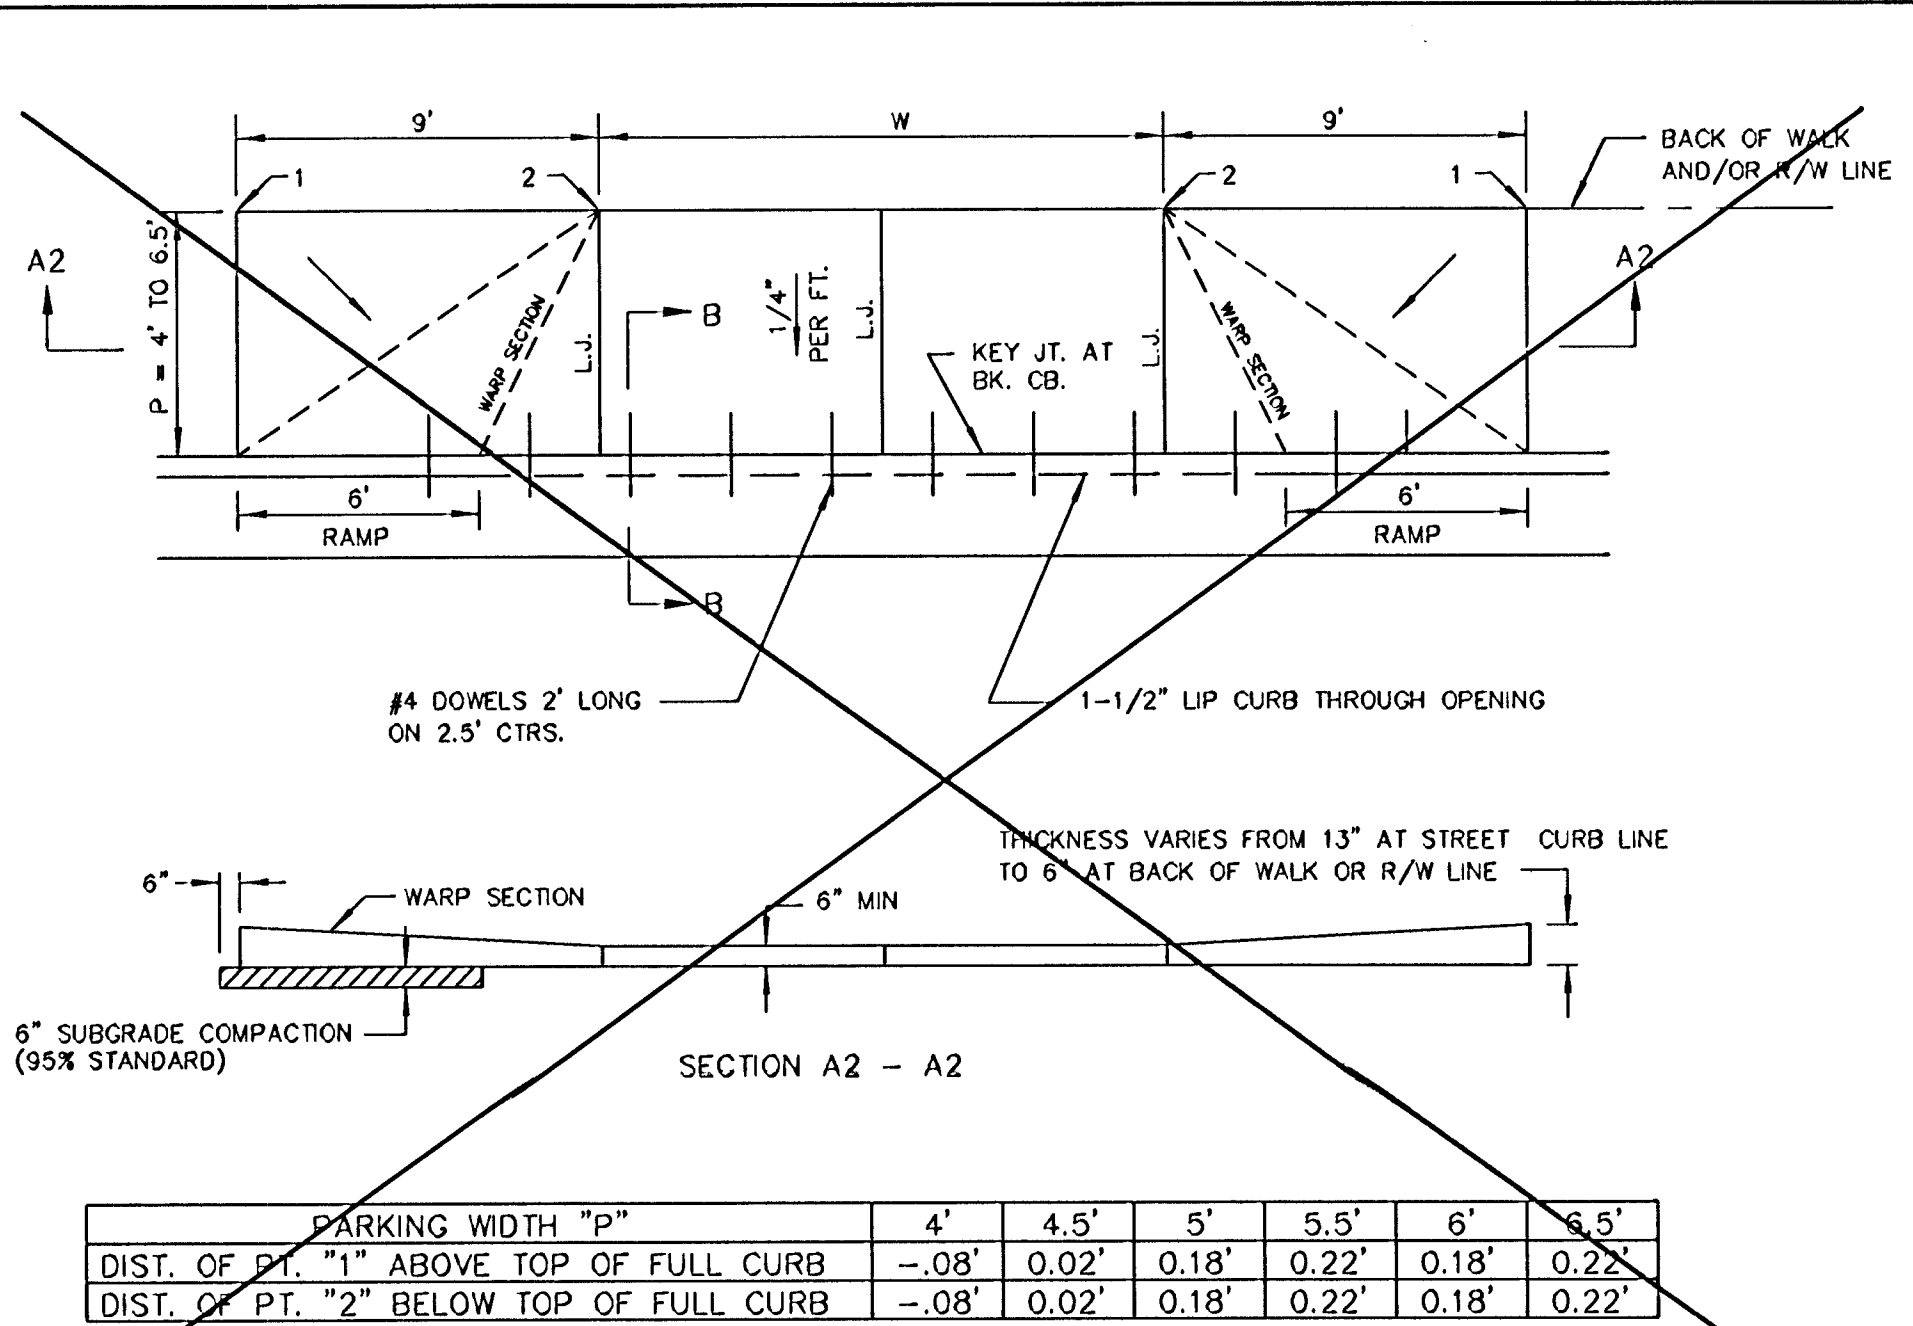 9' W 9'
BACK OF WALK
AND/OR R/W LINE
1 2 2 1
A2 A2
P = 4' TO 6.5'
WARP SECTION
L.J.
B
1/4"
PER FT.
L.J.
KEY JT. AT
BK. CB.
L.J.
WARP SECTION
6' 6'
RAMP RAMP
B
#4 DOWELS 2' LONG
ON 2.5' CTRS.
1-1/2" LIP CURB THROUGH OPENING
THICKNESS VARIES FROM 13" AT STREET CURB LINE
TO 6" AT BACK OF WALK OR R/W LINE
6"
WARP SECTION
6" MIN
6" SUBGRADE COMPACTION
(95% STANDARD)
SECTION A2 - A2
PARKING WIDTH "P" 4' 4.5' 5' 5.5' 6' 6.5'
DIST. OF PT. "1" ABOVE TOP OF FULL CURB -.08' 0.02' 0.18' 0.22' 0.18' 0.22'
DIST. OF PT. "2" BELOW TOP OF FULL CURB -.08' 0.02' 0.18' 0.22' 0.18' 0.22'